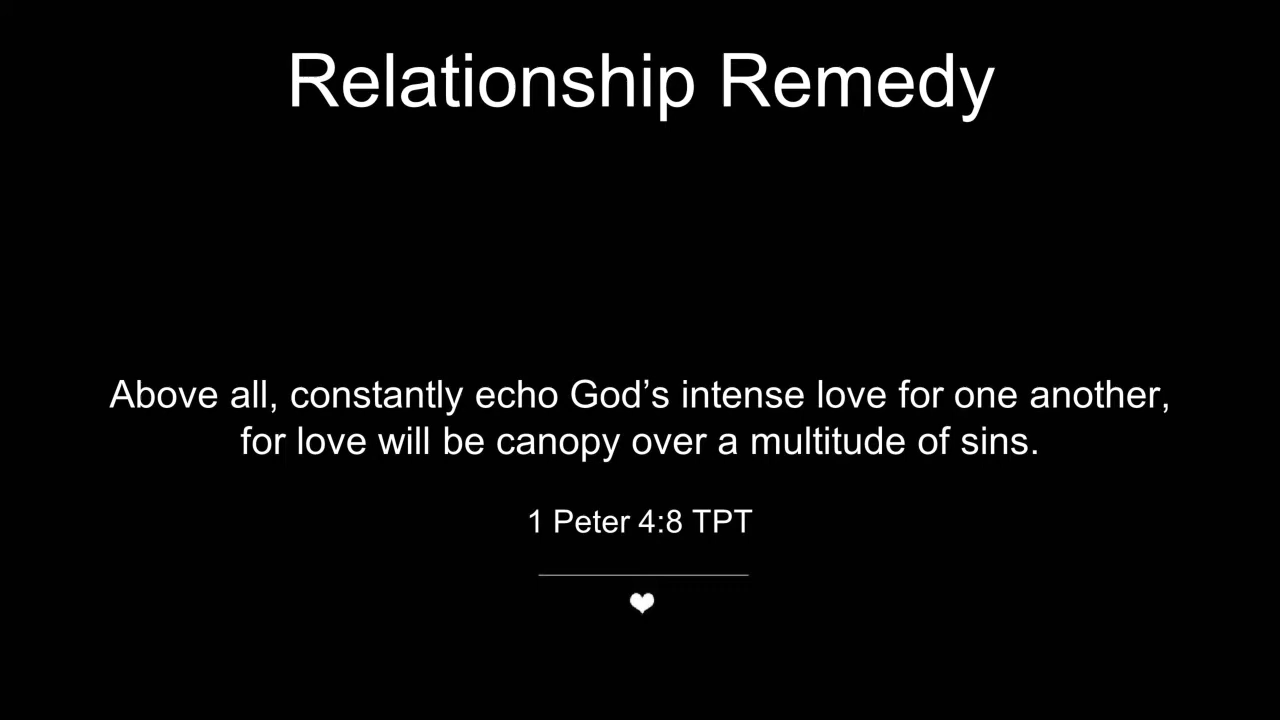 Relationship Remedy
Above all, constantly echo God’s intense love for one another,
for love will be canopy over a multitude of sins.
1 Peter 4:8 TPT